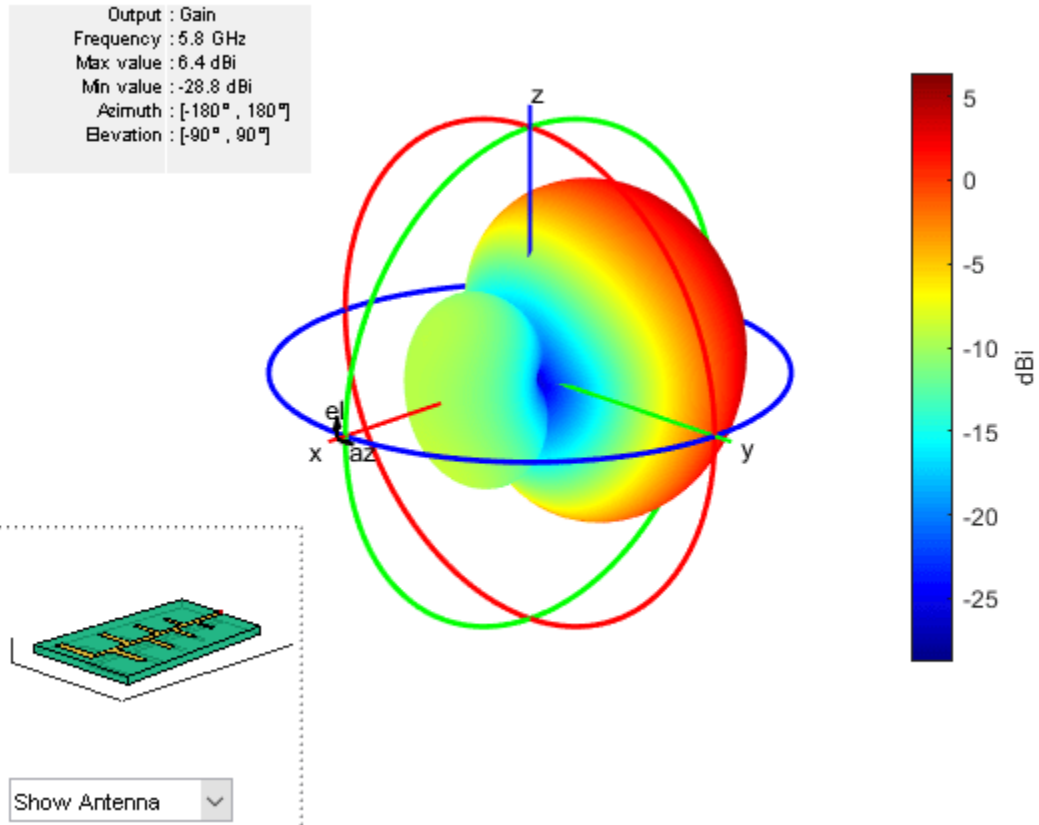 Output : Gain
Frequency : 5.8 GHz
Max value : 6.4 dBi
Min value : -28.8 dBi
Azimuth : [-180° , 180°]
Elevation : [-90° , 90°]
z
el
x
az
y
5
0
-5
-10
-15
-20
-25
dBi
Show Antenna